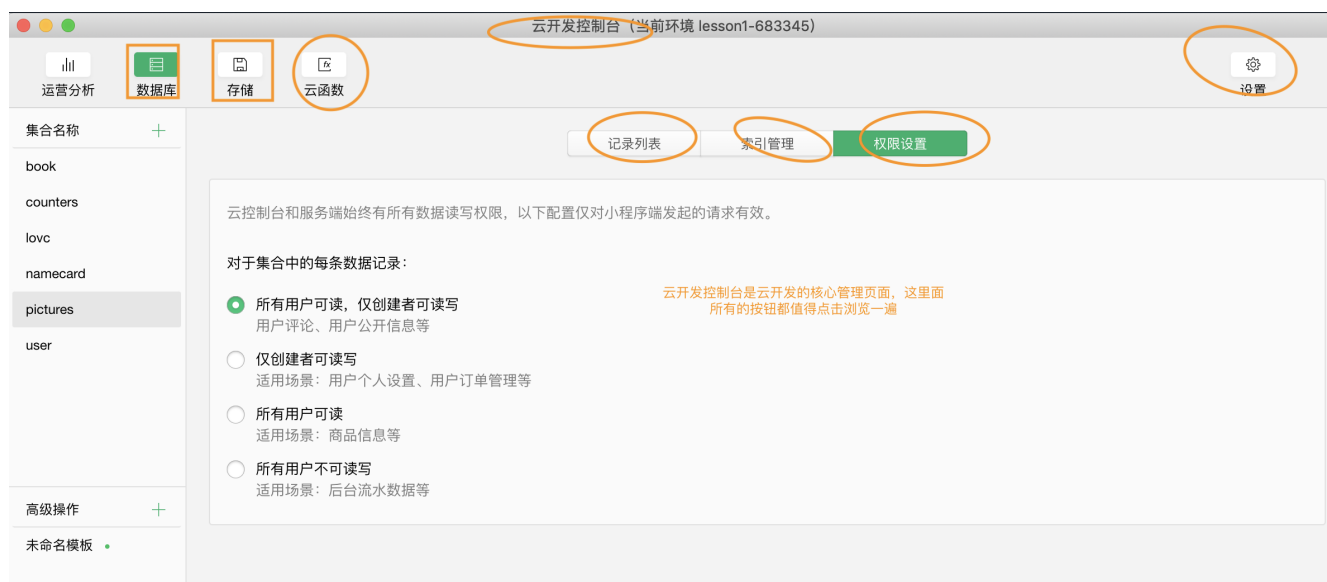 云开发控制台（当前环境 lesson1-683345）
运营分析
数据库
存储
云函数
设置
集合名称
book
counters
lovc
namecard
pictures
user
高级操作
未命名模板
记录列表
索引管理
权限设置
云控制台和服务端始终有所有数据读写权限，以下配置仅对小程序端发起的请求有效。
对于集合中的每条数据记录：
所有用户可读，仅创建者可读写
用户评论、用户公开信息等
仅创建者可读写
适用场景：用户个人设置、用户订单管理等
所有用户可读
适用场景：商品信息等
所有用户不可读写
适用场景：后台流水数据等
云开发控制台是云开发的核心管理页面，这里面
所有的按钮都值得点击浏览一遍